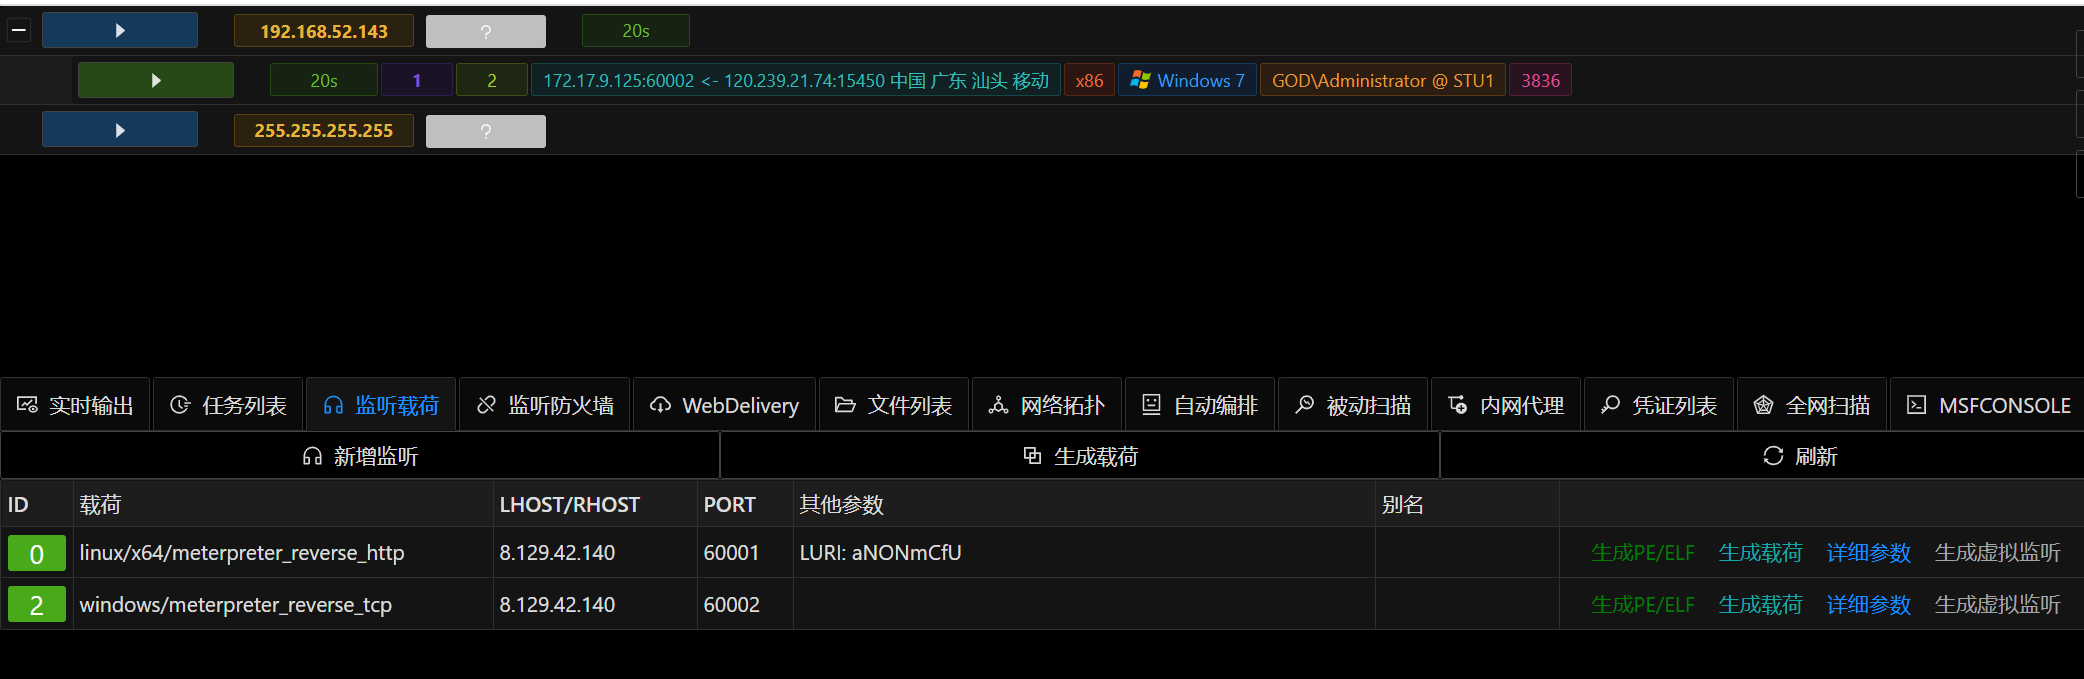 192.168.52.143 ? 20s
20s 1 2 172.17.9.125:60002 <- 120.239.21.74:15450 中国 广东 汕头 移动 x86 Windows 7 GOD\Administrator @ STU1 3836
255.255.255.255 ?
实时输出 任务列表 监听载荷 监听防火墙 WebDelivery 文件列表 网络拓扑 自动编排 被动扫描 内网代理 凭证列表 全网扫描 MSFCONSOLE
新增监听 生成载荷 刷新
ID 载荷 LHOST/RHOST PORT 其他参数 别名
0 linux/x64/meterpreter_reverse_http 8.129.42.140 60001 LURI: aNONmCfU 生成PE/ELF 生成载荷 详细参数 生成虚拟监听
2 windows/meterpreter_reverse_tcp 8.129.42.140 60002 生成PE/ELF 生成载荷 详细参数 生成虚拟监听